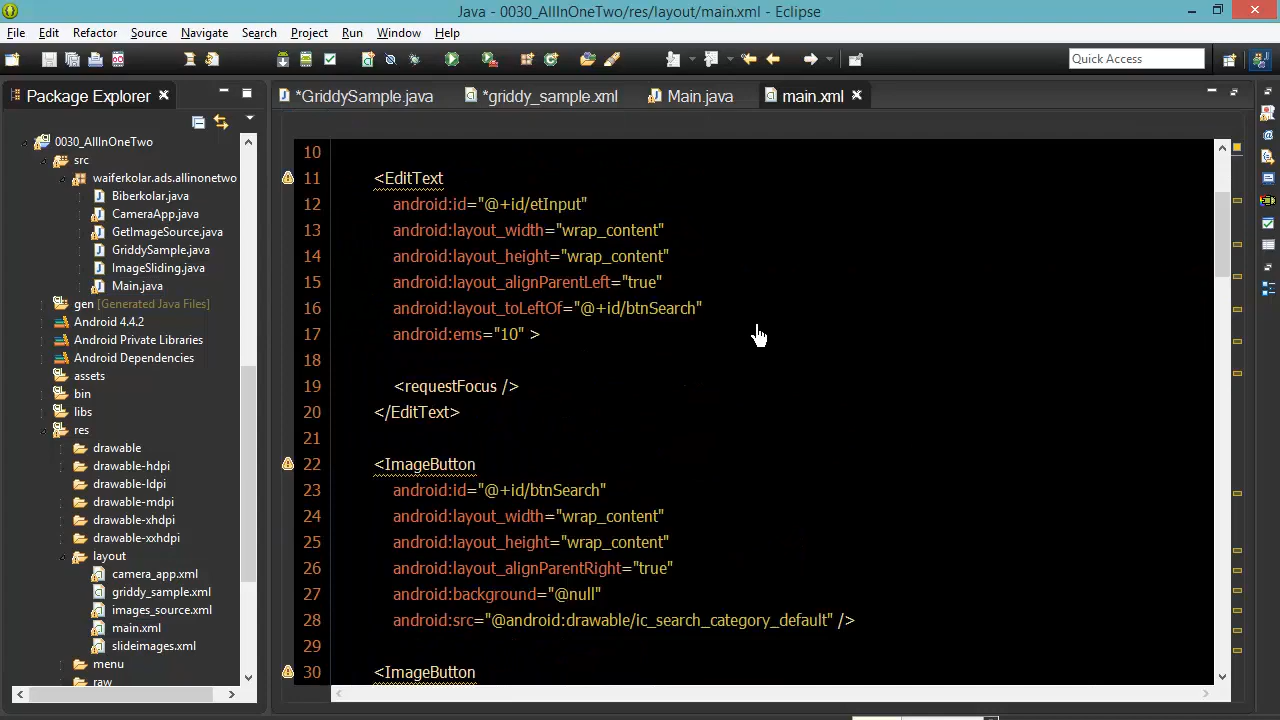 Java - 0030_AllInOneTwo/res/layout/main.xml - Eclipse
File Edit Refactor Source Navigate Search Project Run Window Help
Quick Access
Package Explorer
*GriddySample.java *griddy_sample.xml Main.java main.xml
0030_AllInOneTwo
src
waiferkolar.ads.allinonetwo
Biberkolar.java
CameraApp.java
GetImageSource.java
GriddySample.java
ImageSliding.java
Main.java
gen [Generated Java Files]
Android 4.4.2
Android Private Libraries
Android Dependencies
assets
bin
libs
res
drawable
drawable-hdpi
drawable-ldpi
drawable-mdpi
drawable-xhdpi
drawable-xxhdpi
layout
camera_app.xml
griddy_sample.xml
images_source.xml
main.xml
slideimages.xml
menu
raw
10
11 <EditText
12 android:id="@+id/etInput"
13 android:layout_width="wrap_content"
14 android:layout_height="wrap_content"
15 android:layout_alignParentLeft="true"
16 android:layout_toLeftOf="@+id/btnSearch"
17 android:ems="10" >
18
19 <requestFocus />
20 </EditText>
21
22 <ImageButton
23 android:id="@+id/btnSearch"
24 android:layout_width="wrap_content"
25 android:layout_height="wrap_content"
26 android:layout_alignParentRight="true"
27 android:background="@null"
28 android:src="@android:drawable/ic_search_category_default" />
29
30 <ImageButton